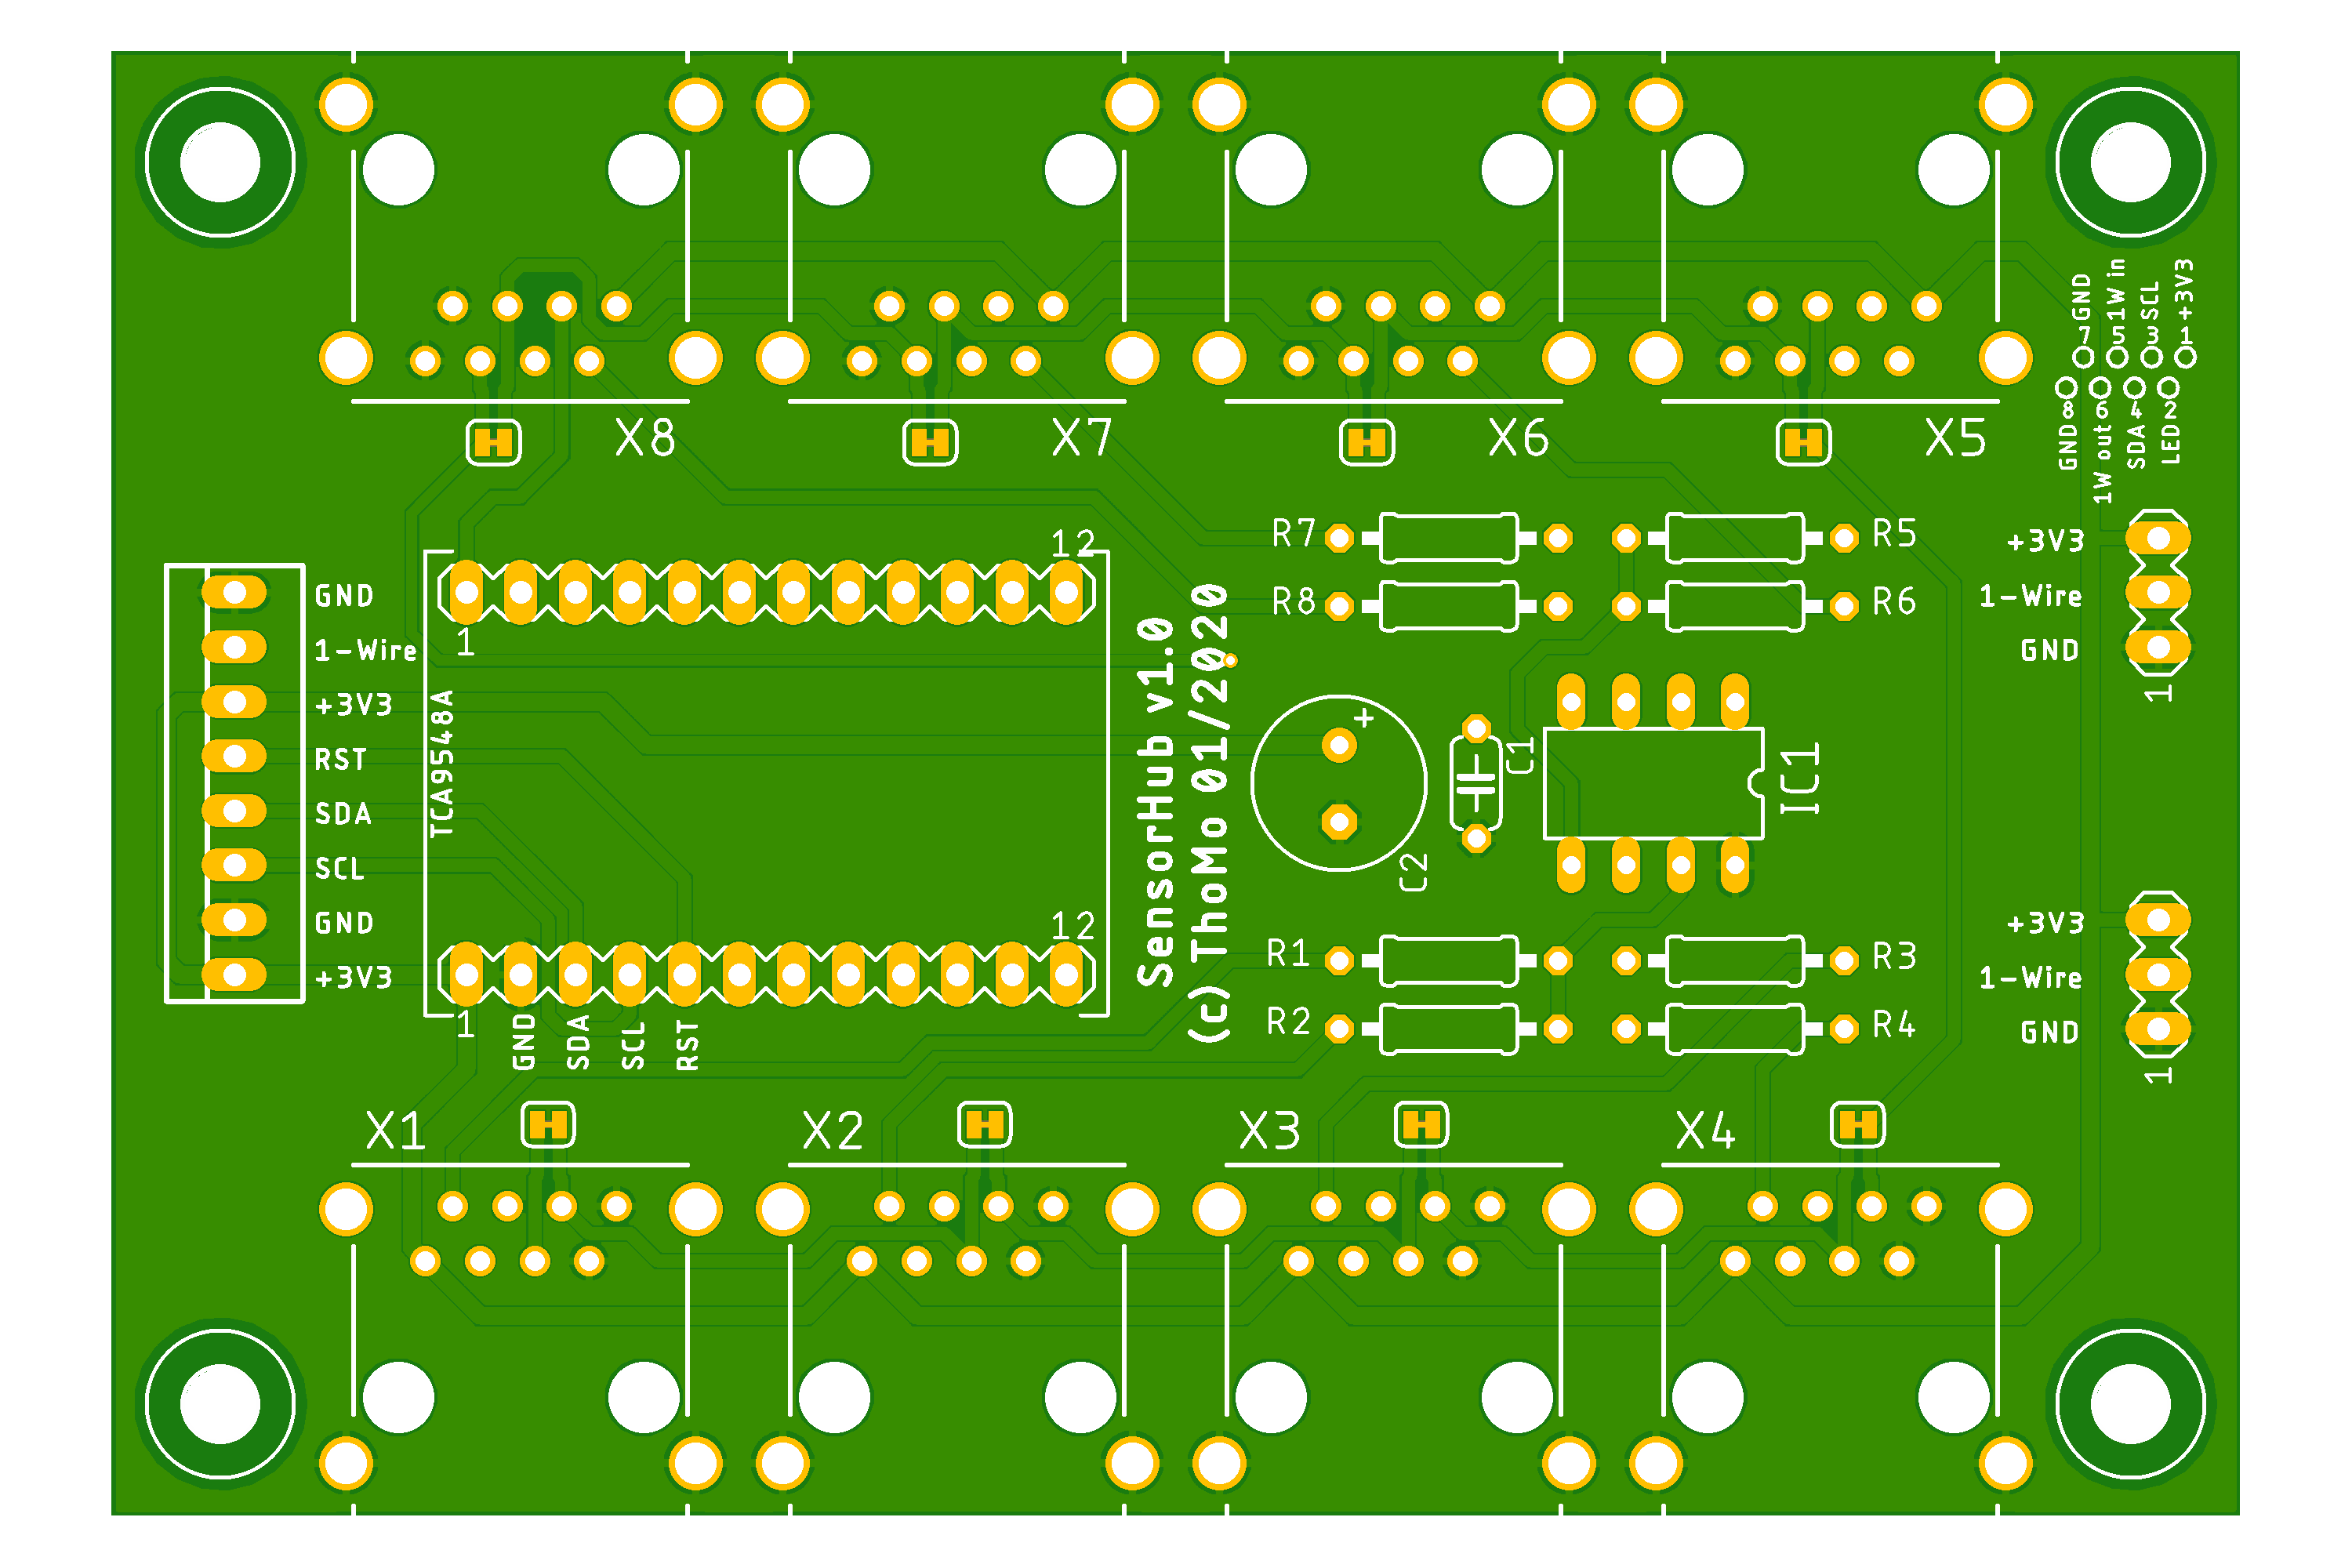 X8
X7
X6
X5
7 GND
5 1W in
3 SCL
1 +3V3
GND 8
1W out 6
SDA 4
LED 2
12
1
TCA9548A
12
1
GND
1-Wire
+3V3
RST
SDA
SCL
GND
+3V3
GND
SDA
SCL
RST
SensorHub v1.0
(c) ThoMo 01/2020
R7
R8
R5
R6
+
C2
C1
IC1
R1
R2
R3
R4
+3V3
1-Wire
GND
1
+3V3
1-Wire
GND
1
X1
X2
X3
X4